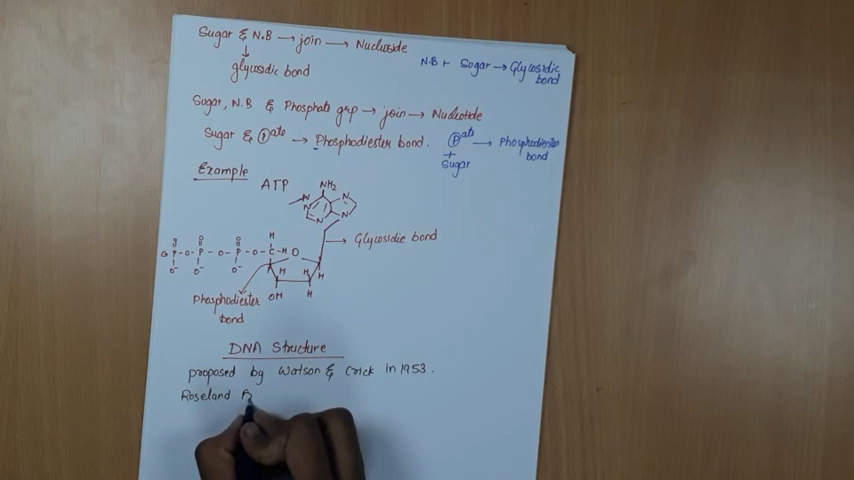 Sugar & N.B → join → Nucleoside
↓
glycosidic bond
N.B + Sugar → Glycosidic
bond
Sugar, N.B & Phosphate grp → join → Nucleotide
Sugar & Ⓟate → Phosphodiester bond.
Ⓟate → Phosphodiester
+ bond
Sugar
Example
ATP
NH2
N
N
N
N
N
Glycosidic bond
H
O O O
O- P - O - P - O - P - O - C - H O
O- O- O-
H H H
OH H
Phosphodiester
bond
DNA Structure
proposed by Watson & Crick in 1953.
Roseland